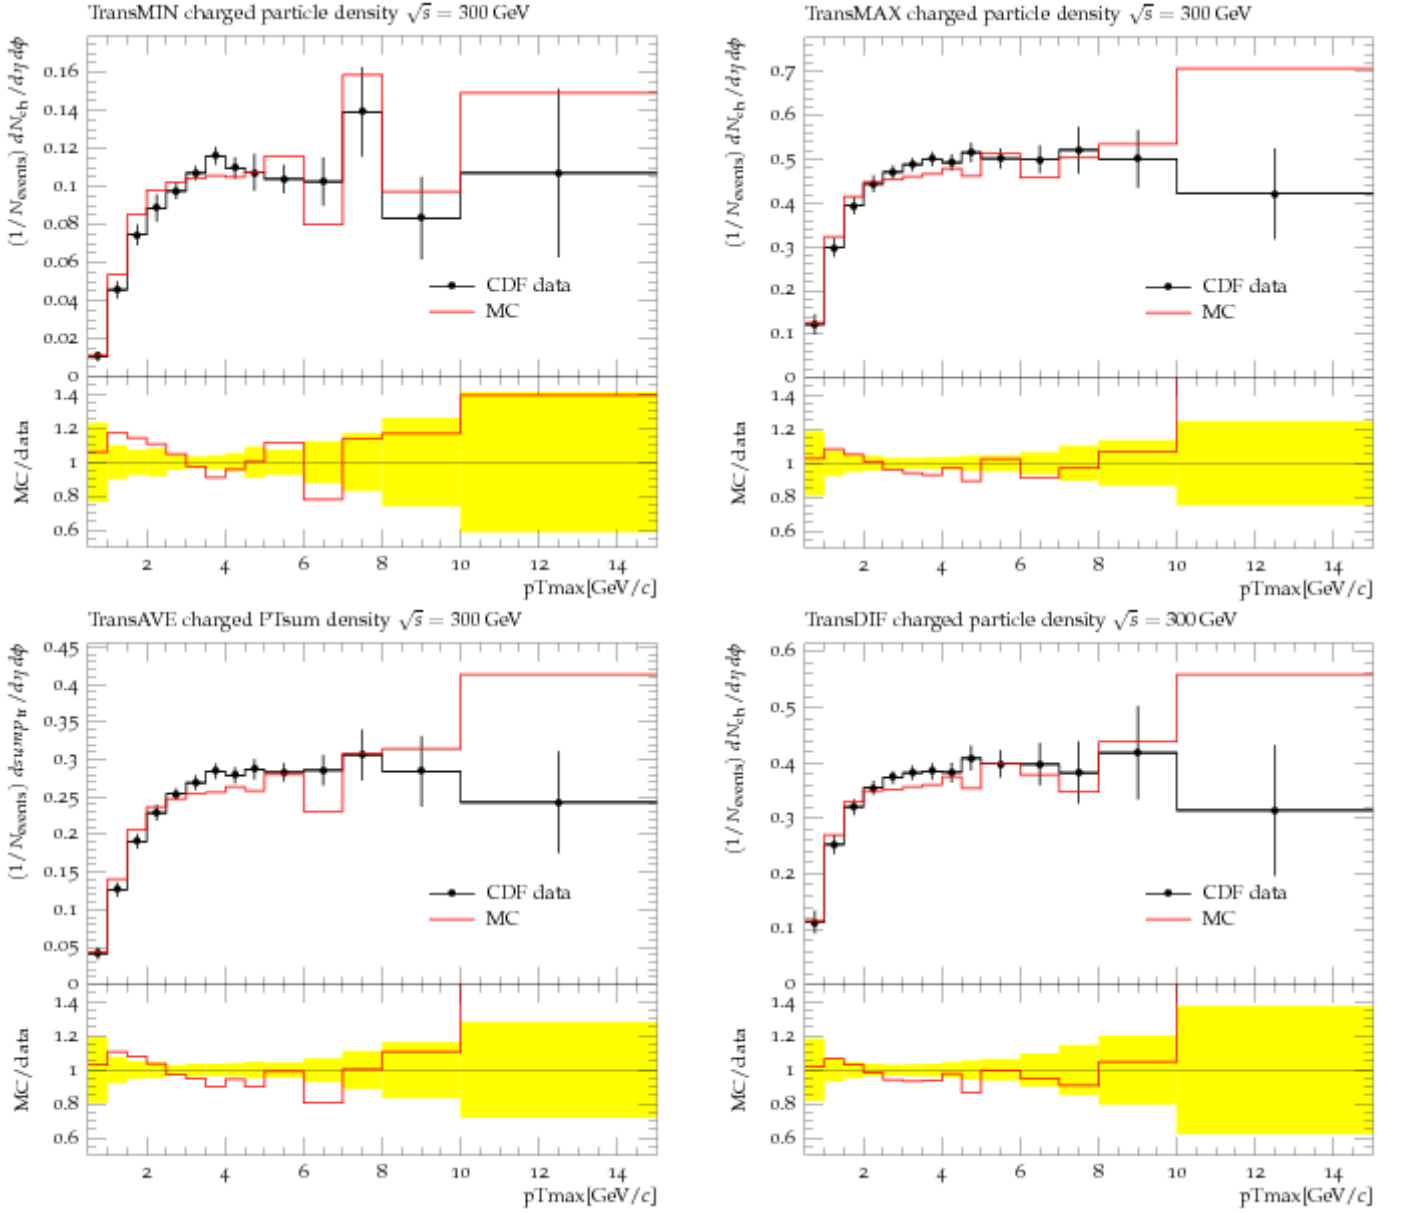 TransMIN charged particle density √s = 300 GeV
(1/N_events) dN_ch/dη dϕ
0.16
0.14
0.12
0.1
0.08
0.06
0.04
0.02
0
CDF data
MC
MC/data
1.4
1.2
1
0.8
0.6
2 4 6 8 10 12 14
pTmax[GeV/c]
TransMAX charged particle density √s = 300 GeV
(1/N_events) dN_ch/dη dϕ
0.7
0.6
0.5
0.4
0.3
0.2
0.1
0
CDF data
MC
MC/data
1.4
1.2
1
0.8
0.6
2 4 6 8 10 12 14
pTmax[GeV/c]
TransAVE charged PTsum density √s = 300 GeV
(1/N_events) dsump_tr/dη dϕ
0.45
0.4
0.35
0.3
0.25
0.2
0.15
0.1
0.05
0
CDF data
MC
MC/data
1.4
1.2
1
0.8
0.6
2 4 6 8 10 12 14
pTmax[GeV/c]
TransDIF charged particle density √s = 300 GeV
(1/N_events) dN_ch/dη dϕ
0.6
0.5
0.4
0.3
0.2
0.1
0
CDF data
MC
MC/data
1.4
1.2
1
0.8
0.6
2 4 6 8 10 12 14
pTmax[GeV/c]